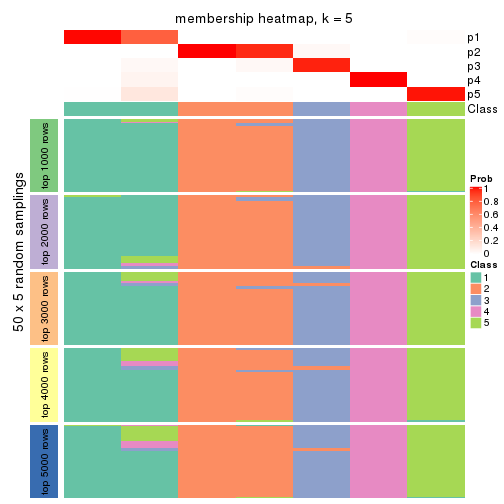 membership heatmap, k = 5
p1
p2
p3
p4
p5
Class
50 x 5 random samplings
top 1000 rows
top 2000 rows
top 3000 rows
top 4000 rows
top 5000 rows
Prob
1
0.8
0.6
0.4
0.2
0
Class
1
2
3
4
5